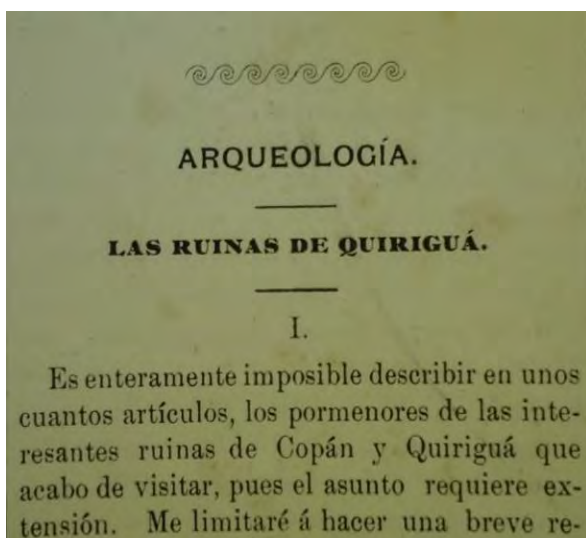 ARQUEOLOGÍA.
LAS RUINAS DE QUIRIGUÁ.
I.
Es enteramente imposible describir en unos
cuantos artículos, los pormenores de las inte-
resantes ruinas de Copán y Quiriguá que
acabo de visitar, pues el asunto requiere ex-
tensión. Me limitaré á hacer una breve re-